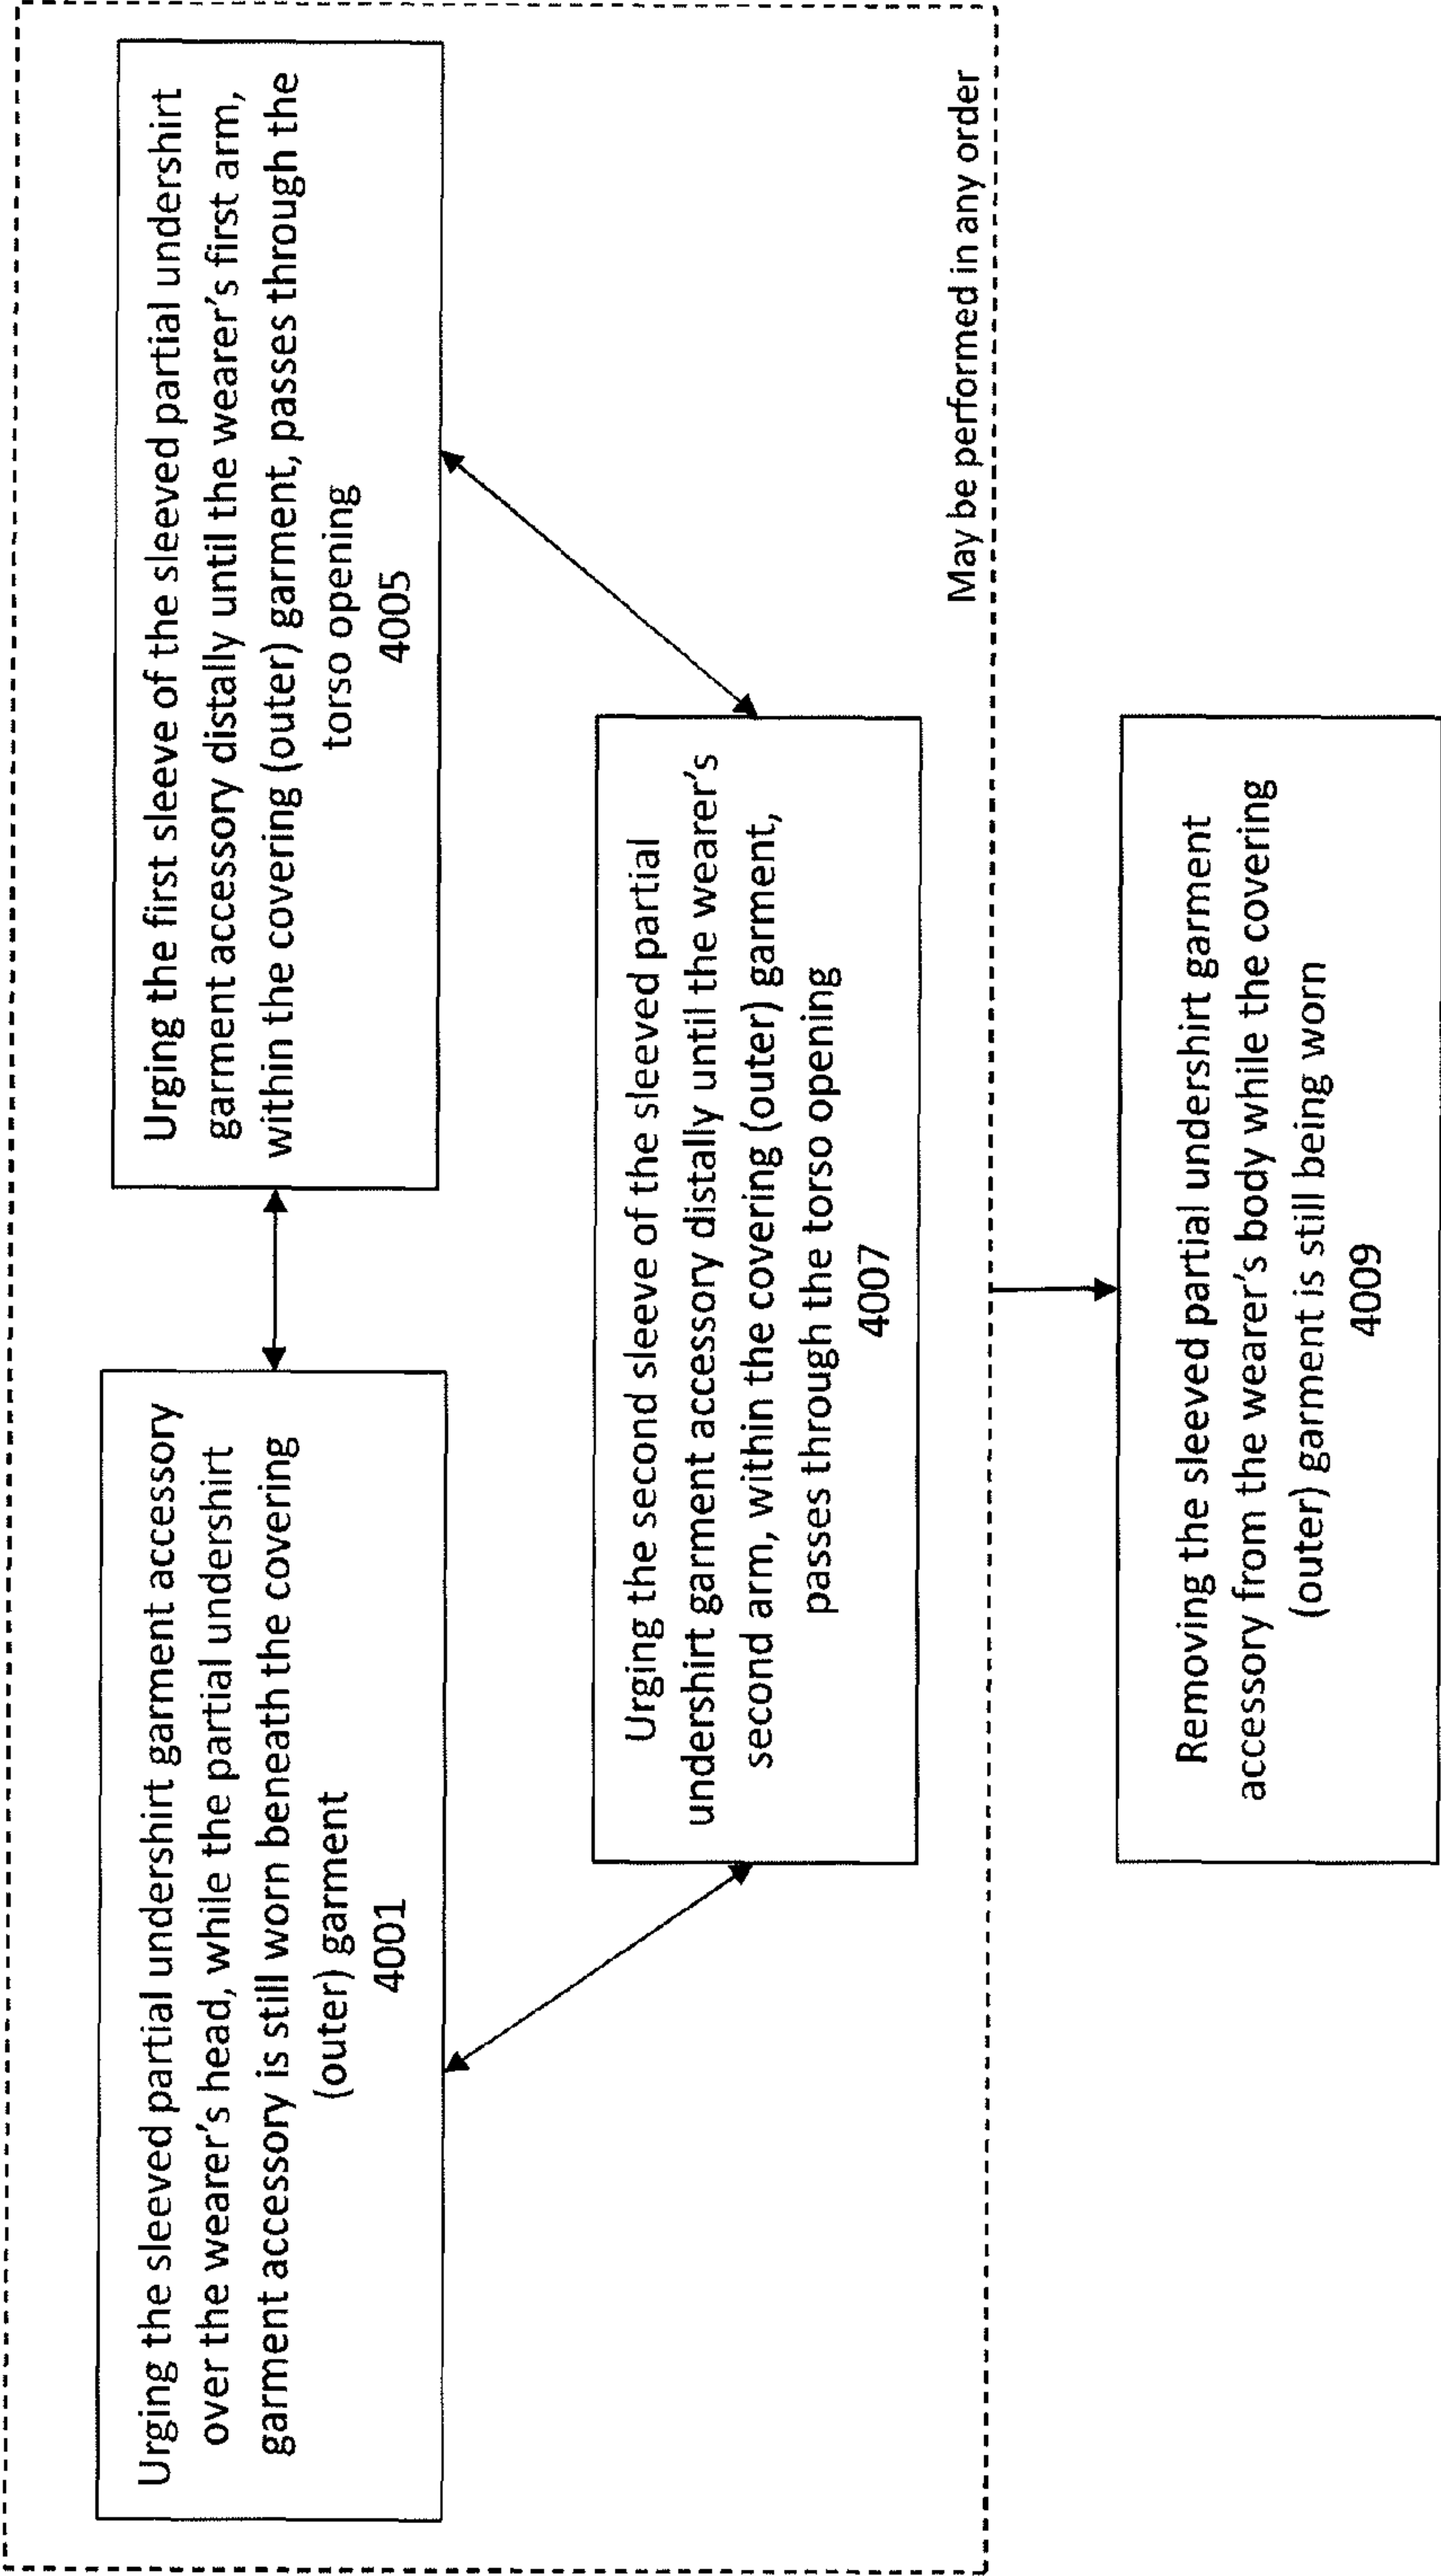 Urging the sleeved partial undershirt garment accessory
over the wearer's head, while the partial undershirt
garment accessory is still worn beneath the covering
(outer) garment
4001
Urging the first sleeve of the sleeved partial undershirt
garment accessory distally until the wearer's first arm,
within the covering (outer) garment, passes through the
torso opening
4005
Urging the second sleeve of the sleeved partial
undershirt garment accessory distally until the wearer's
second arm, within the covering (outer) garment,
passes through the torso opening
4007
May be performed in any order
Removing the sleeved partial undershirt garment
accessory from the wearer's body while the covering
(outer) garment is still being worn
4009